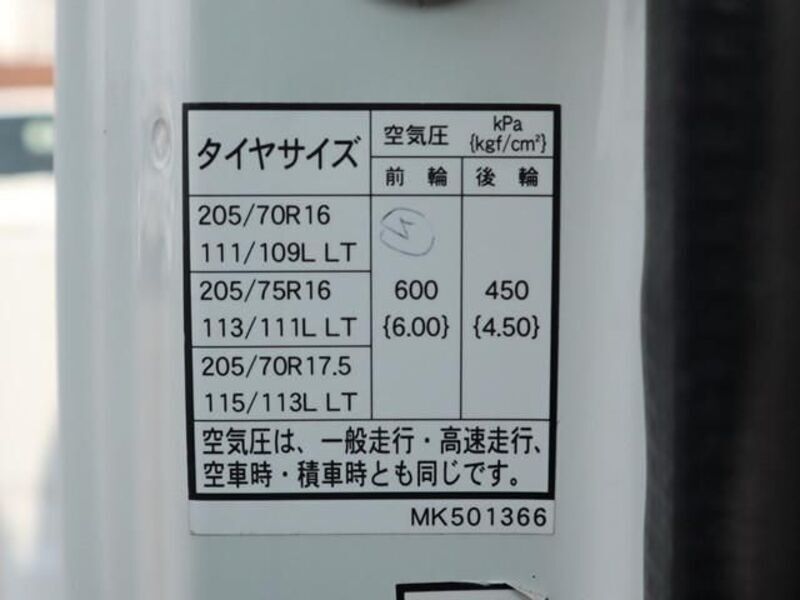 タイヤサイズ
空気圧 kPa
{kgf/cm²}
前輪 後輪
205/70R16
111/109L LT
205/75R16
113/111L LT
205/70R17.5
115/113L LT
600 450
{6.00} {4.50}
空気圧は、一般走行・高速走行、
空車時・積車時とも同じです。
MK501366